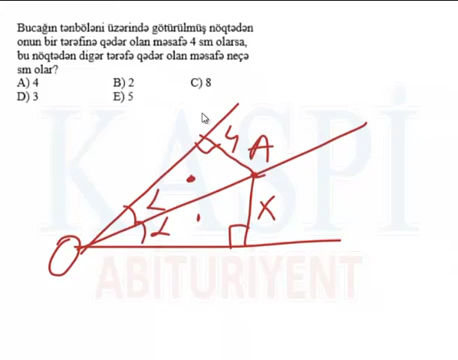 Bucağın tənböləni üzərində götürülmüş nöqtədən
onun bir tərəfinə qədər olan məsafə 4 sm olarsa,
bu nöqtədən digər tərəfə qədər olan məsafə neçə
sm olar?
A) 4 B) 2 C) 8
D) 3 E) 5
4 A
L
L X
O
KASPİ
ABITURIYENT